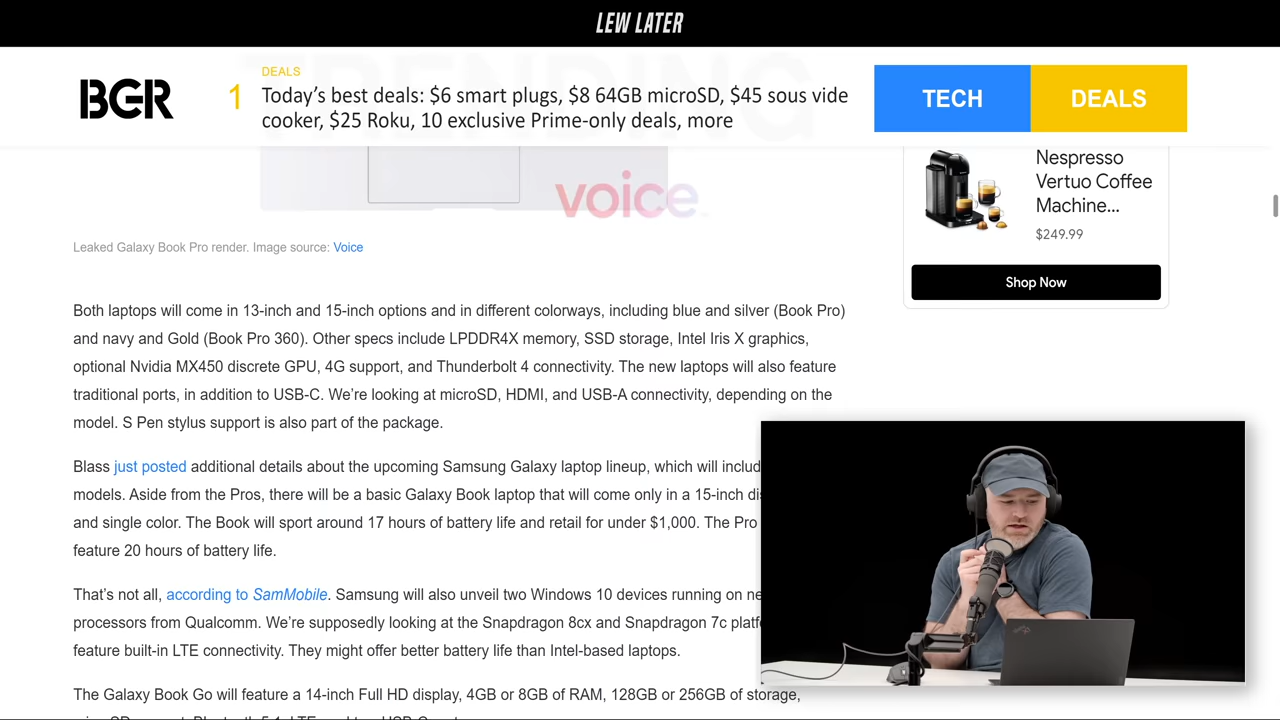 LEW LATER
TRENDING
BGR
1
DEALS
Today’s best deals: $6 smart plugs, $8 64GB microSD, $45 sous vide
cooker, $25 Roku, 10 exclusive Prime-only deals, more
TECH
DEALS
voice.
Leaked Galaxy Book Pro render. Image source: Voice
Nespresso
Vertuo Coffee
Machine...
$249.99
Shop Now
Both laptops will come in 13-inch and 15-inch options and in different colorways, including blue and silver (Book Pro)
and navy and Gold (Book Pro 360). Other specs include LPDDR4X memory, SSD storage, Intel Iris X graphics,
optional Nvidia MX450 discrete GPU, 4G support, and Thunderbolt 4 connectivity. The new laptops will also feature
traditional ports, in addition to USB-C. We’re looking at microSD, HDMI, and USB-A connectivity, depending on the
model. S Pen stylus support is also part of the package.
Blass just posted additional details about the upcoming Samsung Galaxy laptop lineup, which will includ
models. Aside from the Pros, there will be a basic Galaxy Book laptop that will come only in a 15-inch
and single color. The Book will sport around 17 hours of battery life and retail for under $1,000. The Pro
feature 20 hours of battery life.
That’s not all, according to SamMobile. Samsung will also unveil two Windows 10 devices running on
processors from Qualcomm. We’re supposedly looking at the Snapdragon 8cx and Snapdragon 7c
feature built-in LTE connectivity. They might offer better battery life than Intel-based laptops.
The Galaxy Book Go will feature a 14-inch Full HD display, 4GB or 8GB of RAM, 128GB or 256GB of storage,